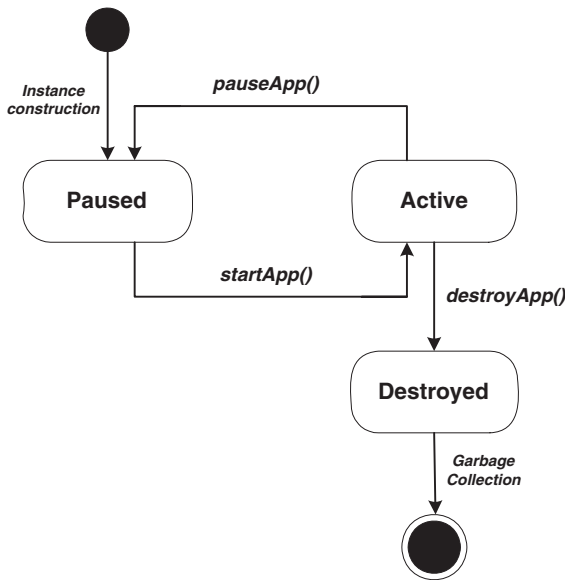 pauseApp()
Instance
construction
Paused
Active
startApp()
destroyApp()
Destroyed
Garbage
Collection